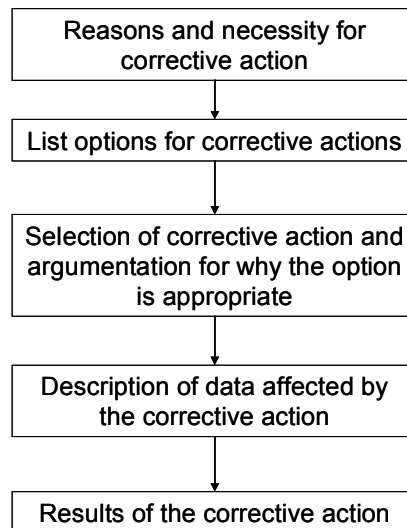 Reasons and necessity for
corrective action
List options for corrective actions
Selection of corrective action and
argumentation for why the option
is appropriate
Description of data affected by
the corrective action
Results of the corrective action